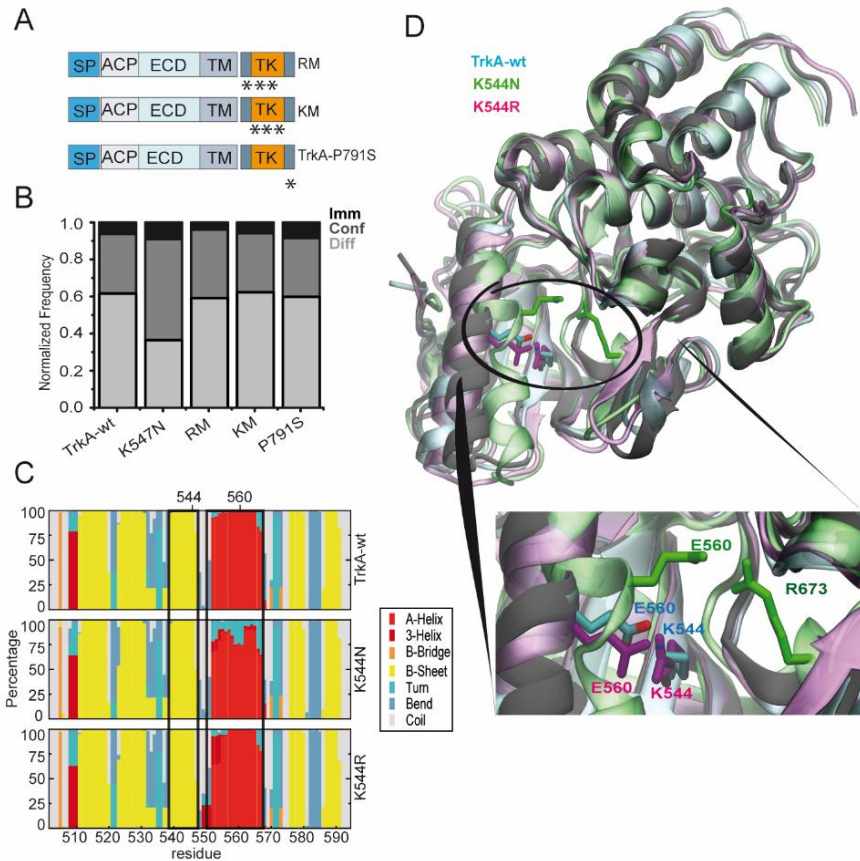 A
SP ACP ECD TM TK RM
***
SP ACP ECD TM TK KM
***
SP ACP ECD TM TK TrkA-P791S
*
B
Normalized Frequency
1.0
0.8
0.6
0.4
0.2
0.0
Imm
Conf
Diff
TrkA-wt K547N RM KM P791S
C
544 560
Percentage
100
75
50
25
0
TrkA-wt
100
75
50
25
0
K544N
100
75
50
25
0
K544R
510 520 530 540 550 560 570 580 590
residue
A-Helix
3-Helix
B-Bridge
B-Sheet
Turn
Bend
Coil
D
TrkA-wt
K544N
K544R
E560
R673
E560
K544
E560
K544